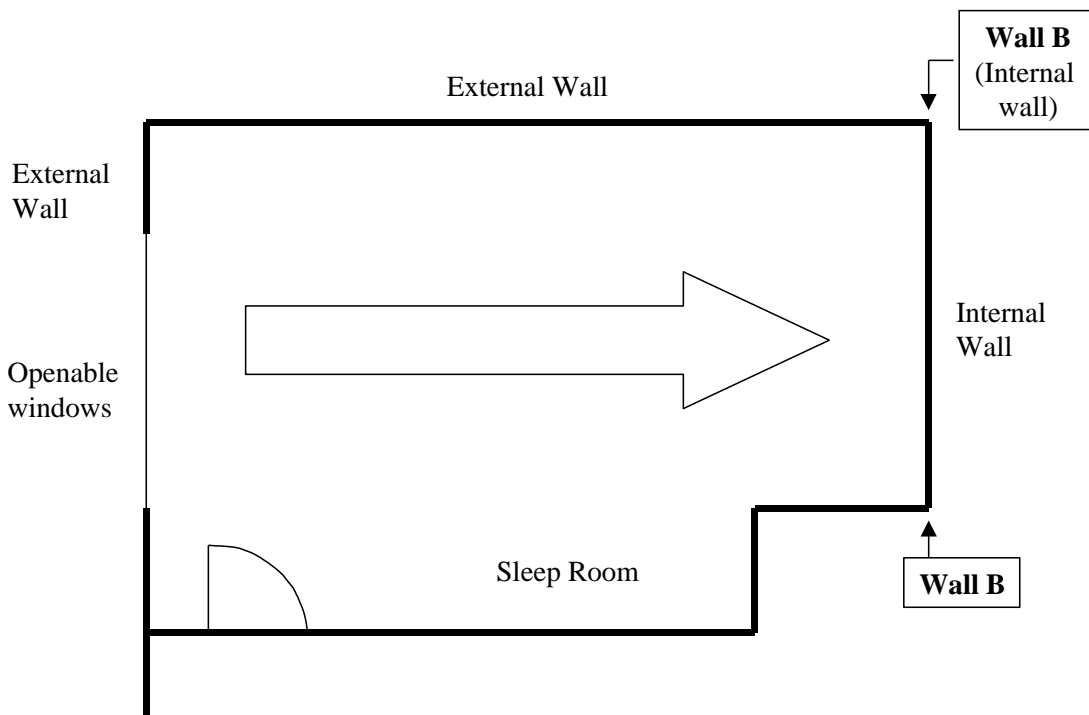 Wall B
(Internal
wall)
External Wall
External
Wall
Internal
Wall
Openable
windows
Sleep Room
Wall B